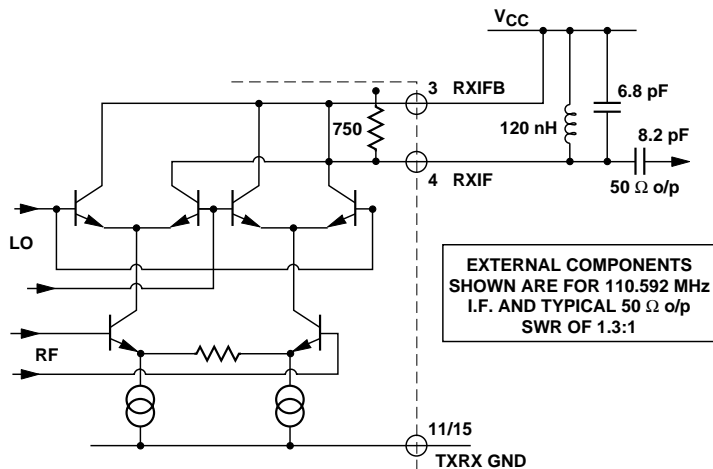 VCC
3 RXIFB
6.8 pF
750
120 nH
8.2 pF
4 RXIF
50 Ω o/p
LO
EXTERNAL COMPONENTS
SHOWN ARE FOR 110.592 MHz
I.F. AND TYPICAL 50 Ω o/p
SWR OF 1.3:1
RF
11/15
TXRX GND